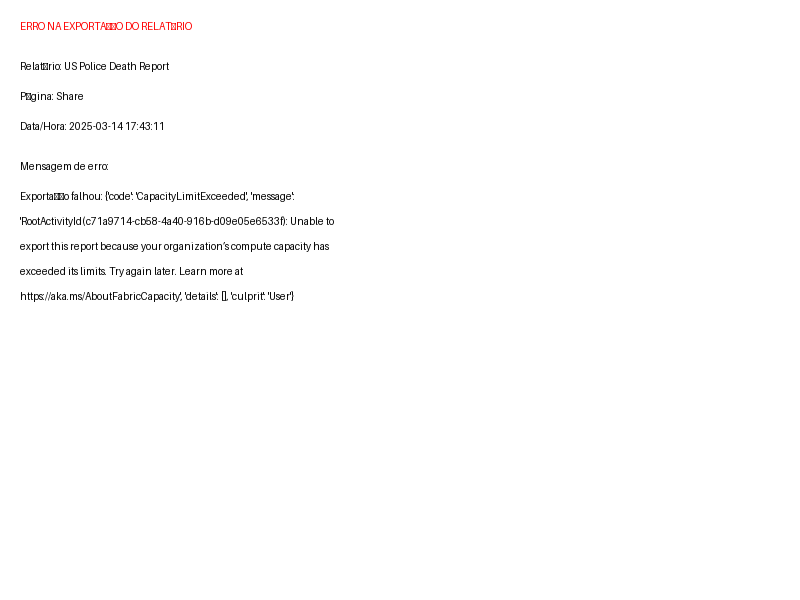 ERRO NA EXPORTA□□O DO RELAT□RIO
Relat□rio: US Police Death Report
P□gina: Share
Data/Hora: 2025-03-14 17:43:11
Mensagem de erro:
Exporta□□o falhou: {'code': 'CapacityLimitExceeded', 'message':
'RootActivityId(c71a9714-cb58-4a40-916b-d09e05e6533f): Unable to
export this report because your organization’s compute capacity has
exceeded its limits. Try again later. Learn more at
https://aka.ms/AboutFabricCapacity', 'details': [], 'culprit': 'User'}